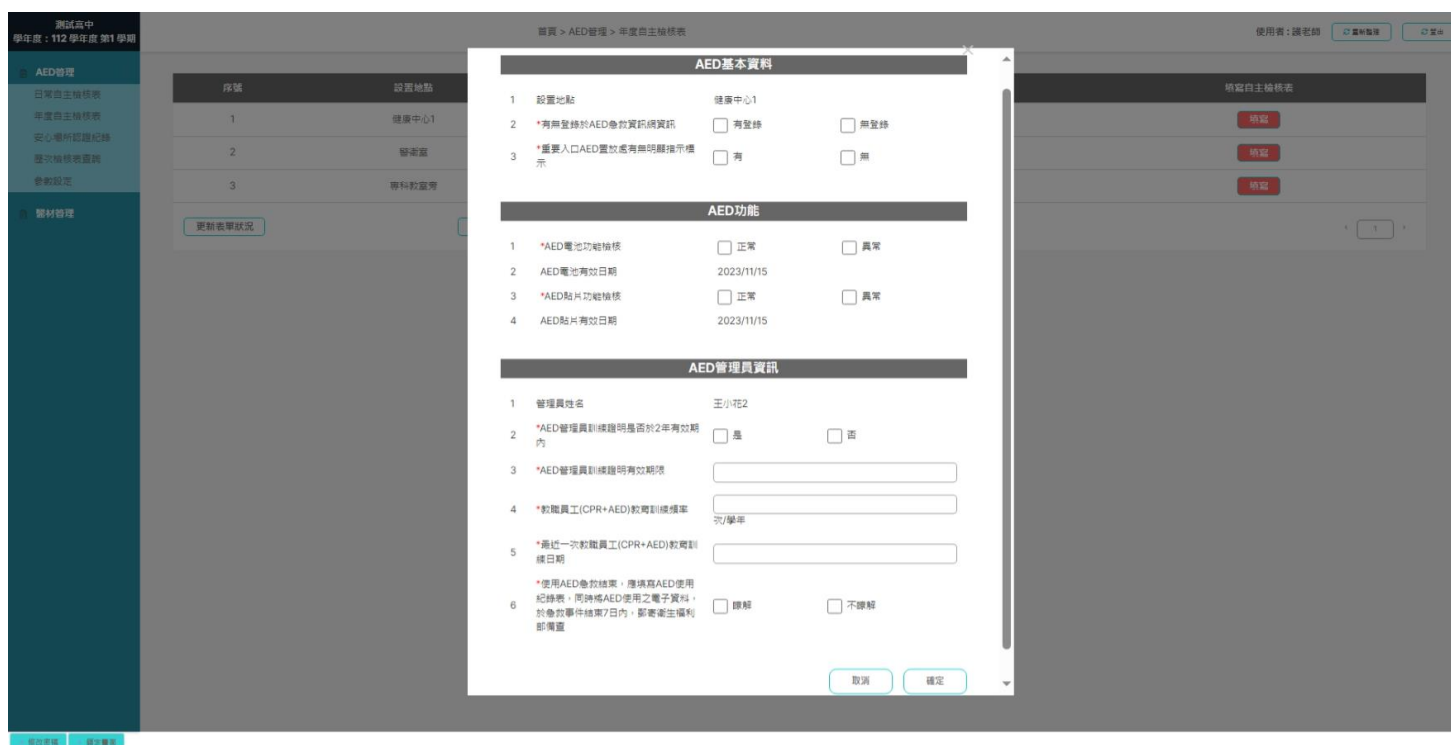 測試高中
學年度：112 學年度 第1 學期
首頁 > AED管理 > 年度自主檢核表
使用者：護老師
登出
AED管理
日常自主檢核表
年度自主檢核表
安心場所認證紀錄
歷次檢核表查詢
參數設定
醫材管理
序號
設置地點
填寫自主檢核表
1
健康中心1
填寫
2
警衛室
填寫
3
專科教室旁
填寫
更新表單狀況
1
AED基本資料
1 設置地點 健康中心1
2 *有無登錄於AED急救資訊網資訊 有登錄 無登錄
3 *重要入口AED置放處有無明顯指示標
示
有 無
AED功能
1 *AED電池功能檢核 正常 異常
2 AED電池有效日期 2023/11/15
3 *AED貼片功能檢核 正常 異常
4 AED貼片有效日期 2023/11/15
AED管理員資訊
1 管理員姓名 王小花2
2 *AED管理員訓練證明是否於2年有效期
內
是 否
3 *AED管理員訓練證明有效期限
4 *教職員工(CPR+AED)教育訓練頻率
次/學年
5 *最近一次教職員工(CPR+AED)教育訓
練日期
6 *使用AED急救結束，應填寫AED使用
紀錄表，同時將AED使用之電子資料，
於急救事件結束7日內，郵寄衛生福利
部備查
瞭解 不瞭解
取消 確定